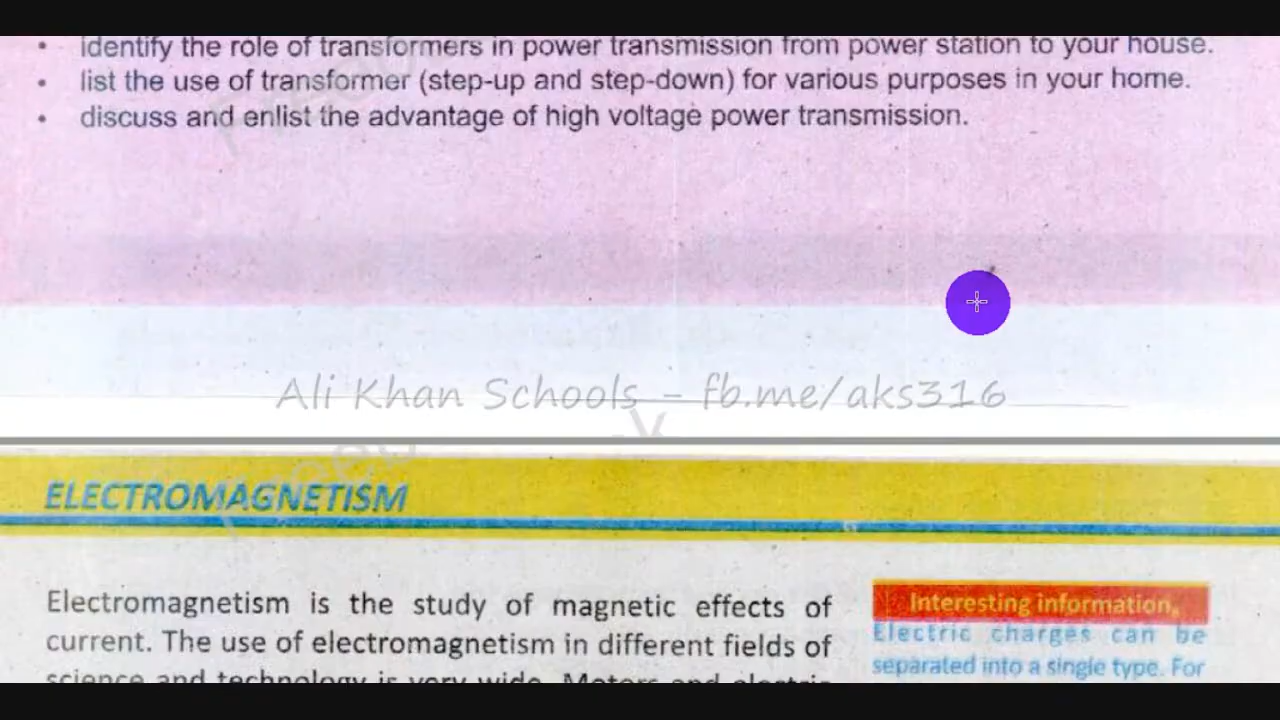 • identify the role of transformers in power transmission from power station to your house.
• list the use of transformer (step-up and step-down) for various purposes in your home.
• discuss and enlist the advantage of high voltage power transmission.
Ali Khan Schools - fb.me/aks316
ELECTROMAGNETISM
Electromagnetism is the study of magnetic effects of
current. The use of electromagnetism in different fields of
science and technology is very wide. Motors and electric
Interesting information,
Electric charges can be
separated into a single type. For